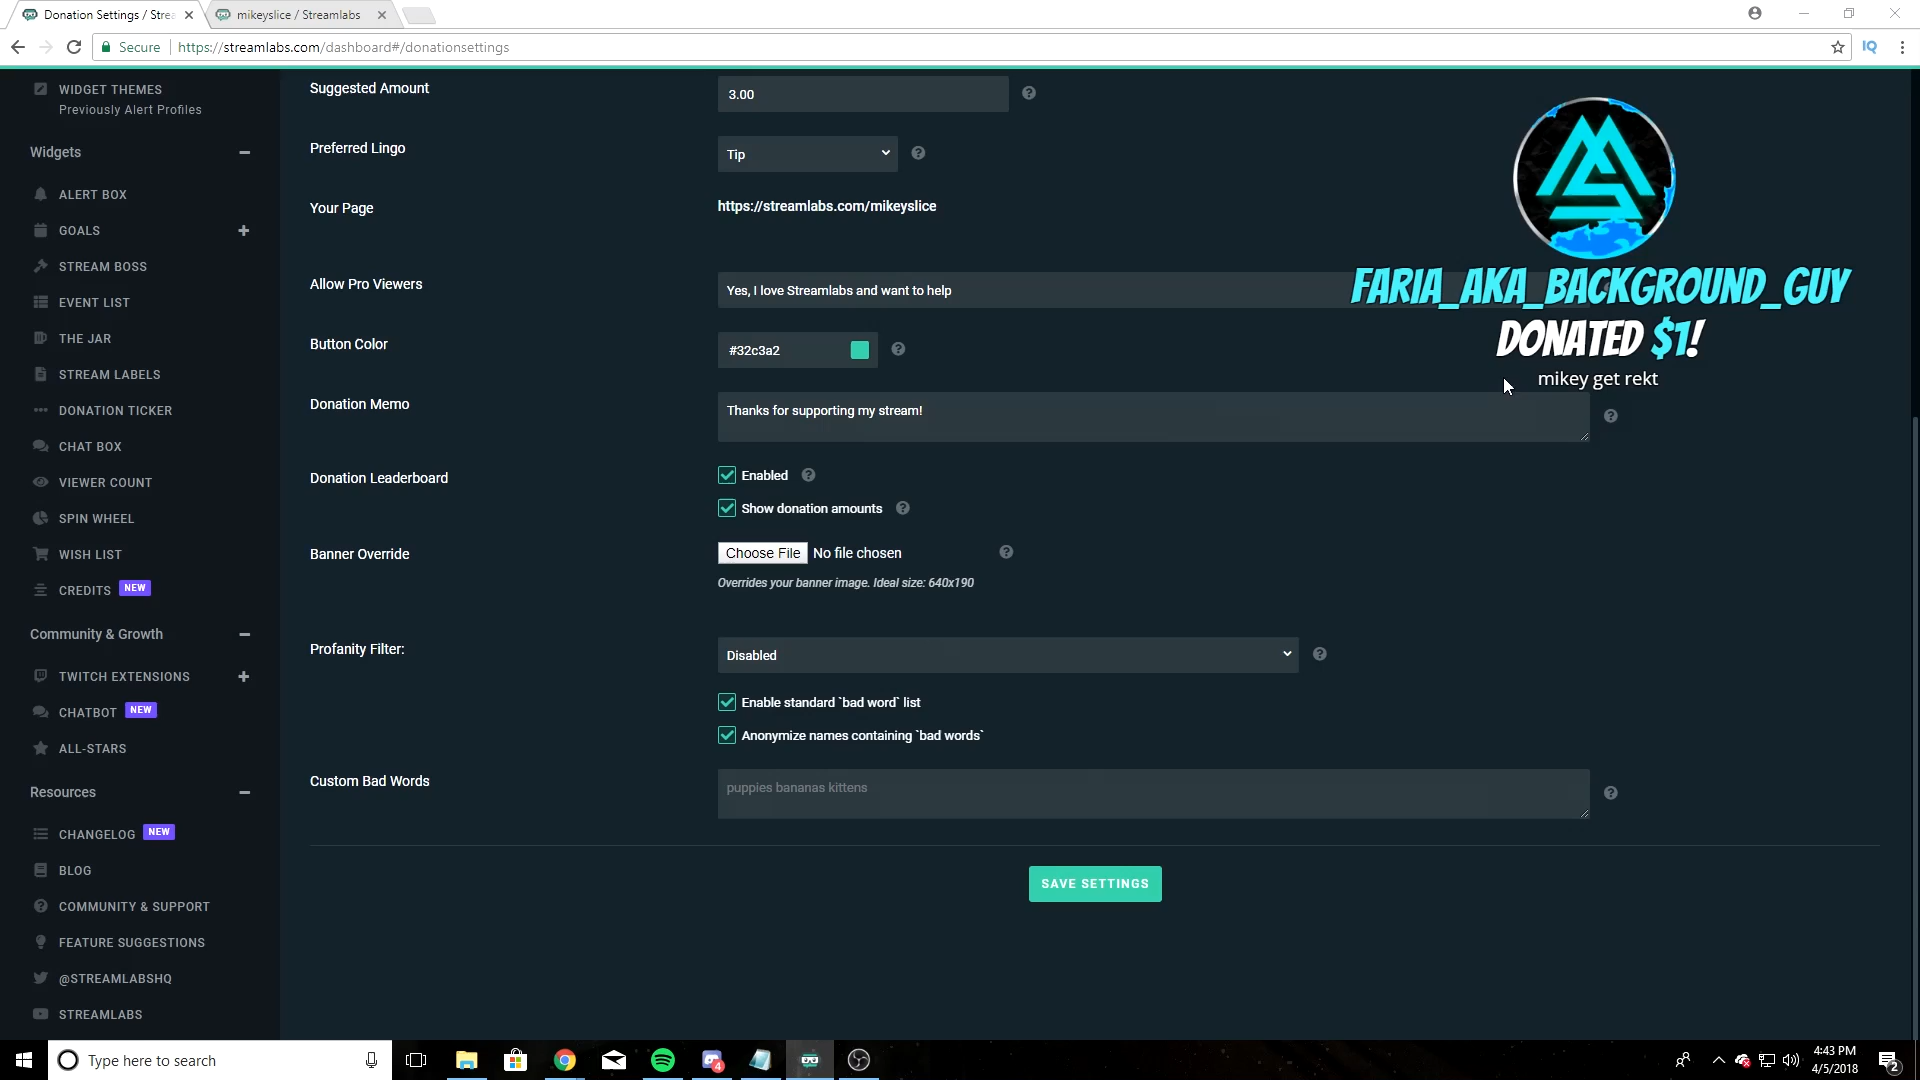 Donation Settings / Strea
mikeyslice / Streamlabs
Secure
https://streamlabs.com/dashboard#/donationsettings
IQ
WIDGET THEMES
Previously Alert Profiles
Widgets
ALERT BOX
GOALS
STREAM BOSS
EVENT LIST
THE JAR
STREAM LABELS
DONATION TICKER
CHAT BOX
VIEWER COUNT
SPIN WHEEL
WISH LIST
CREDITS NEW
Community & Growth
TWITCH EXTENSIONS
CHATBOT NEW
ALL-STARS
Resources
CHANGELOG NEW
BLOG
COMMUNITY & SUPPORT
FEATURE SUGGESTIONS
@STREAMLABSHQ
STREAMLABS
Suggested Amount
3.00
Preferred Lingo
Tip
Your Page
https://streamlabs.com/mikeyslice
Allow Pro Viewers
Yes, I love Streamlabs and want to help
Button Color
#32c3a2
Donation Memo
Thanks for supporting my stream!
Donation Leaderboard
Enabled
Show donation amounts
Banner Override
Choose File No file chosen
Overrides your banner image. Ideal size: 640x190
Profanity Filter:
Disabled
Enable standard `bad word` list
Anonymize names containing `bad words`
Custom Bad Words
puppies bananas kittens
SAVE SETTINGS
FARIA_AKA_BACKGROUND_GUY
DONATED $1!
mikey get rekt
Type here to search
4
4:43 PM
4/5/2018
2